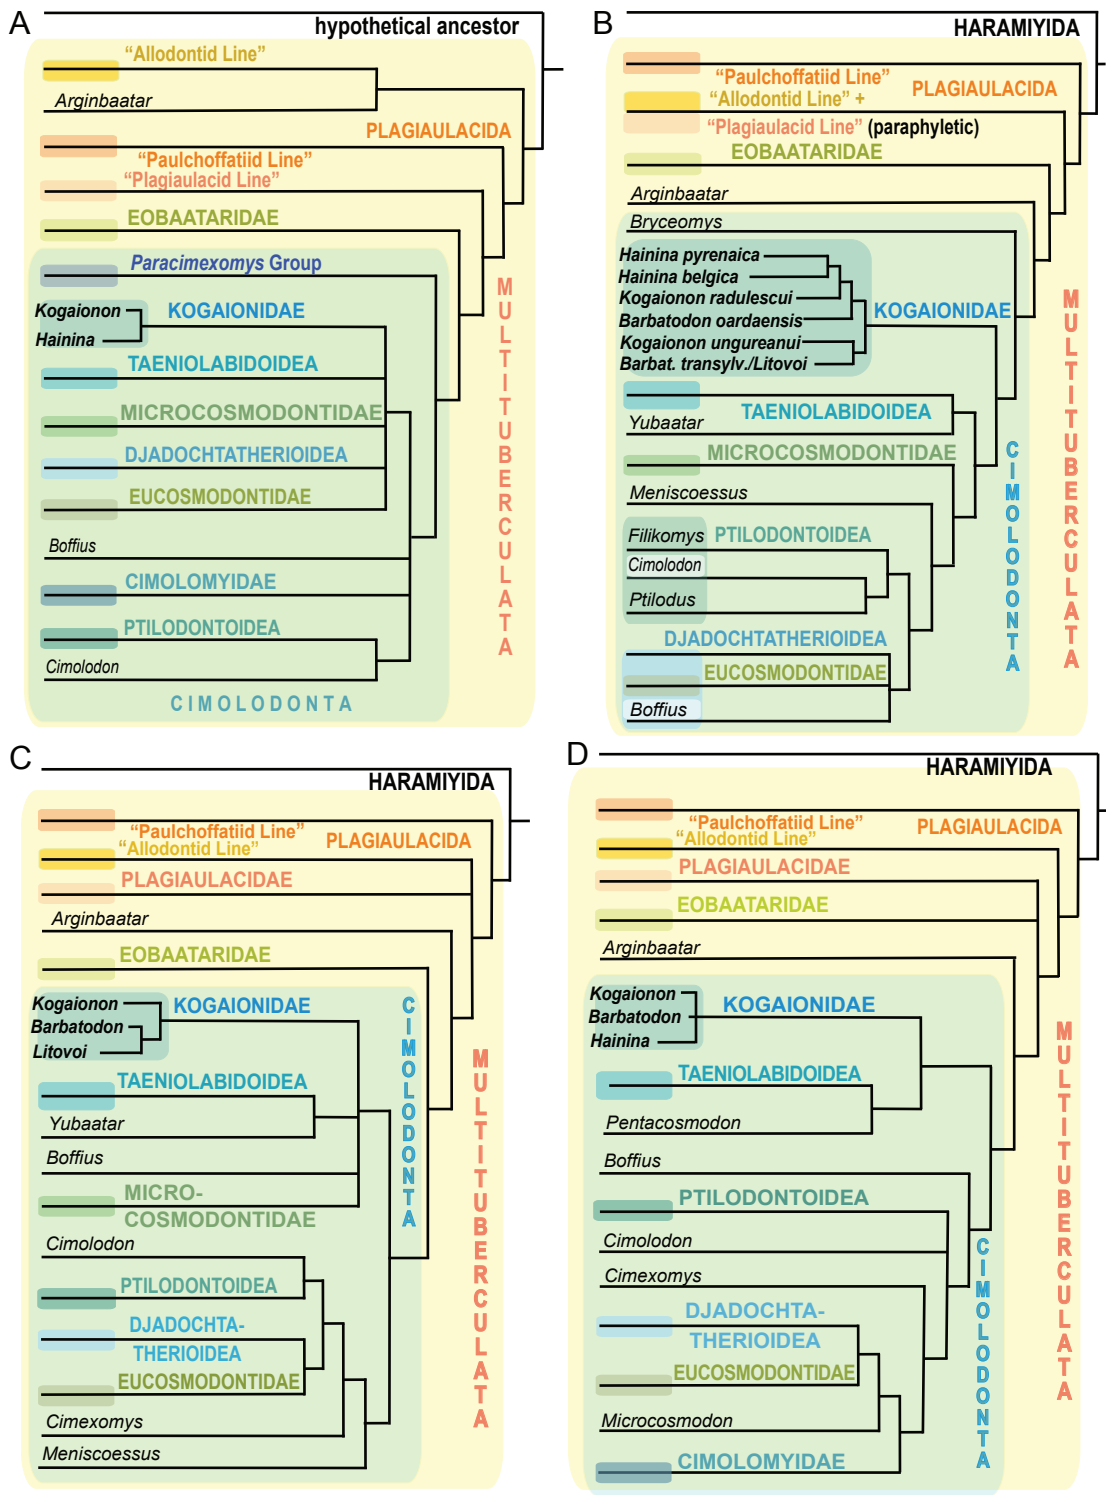 A
hypothetical ancestor
“Allodontid Line”
Arginbaatar
PLAGIAULACIDA
“Paulchoffatiid Line”
“Plagiaulacid Line”
EOBAATARIDAE
Paracimexomys Group
Kogaionon
KOGAIONIDAE
Hainina
TAENIOLABIDOIDEA
MICROCOSMODONTIDAE
DJADOCHTATHERIOIDEA
EUCOSMODONTIDAE
Boffius
CIMOLOMYIDAE
PTILODONTOIDEA
Cimolodon
CIMOLODONTA
MULTITUBERCULATA
B
HARAMIYIDA
“Paulchoffatiid Line”
PLAGIAULACIDA
“Allodontid Line” +
“Plagiaulacid Line” (paraphyletic)
EOBAATARIDAE
Arginbaatar
Bryceomys
Hainina pyrenaica
Hainina belgica
Kogaionon radulescui
KOGAIONIDAE
Barbatodon oardaensis
Kogaionon ungureanui
Barbat. transylv./Litovoi
TAENIOLABIDOIDEA
Yubaatar
MICROCOSMODONTIDAE
Meniscoessus
Filikomys
PTILODONTOIDEA
Cimolodon
Ptilodus
DJADOCHTATHERIOIDEA
EUCOSMODONTIDAE
Boffius
CIMOLODONTA
MULTITUBERCULATA
C
HARAMIYIDA
“Paulchoffatiid Line”
PLAGIAULACIDA
“Allodontid Line”
PLAGIAULACIDAE
Arginbaatar
EOBAATARIDAE
Kogaionon
KOGAIONIDAE
Barbatodon
Litovoi
TAENIOLABIDOIDEA
Yubaatar
Boffius
MICRO-
COSMODONTIDAE
Cimolodon
PTILODONTOIDEA
DJADOCHTA-
THERIOIDEA
EUCOSMODONTIDAE
Cimexomys
Meniscoessus
CIMOLODONTA
MULTITUBERCULATA
D
HARAMIYIDA
“Paulchoffatiid Line”
PLAGIAULACIDA
“Allodontid Line”
PLAGIAULACIDAE
EOBAATARIDAE
Arginbaatar
Kogaionon
KOGAIONIDAE
Barbatodon
Hainina
TAENIOLABIDOIDEA
Pentacosmodon
Boffius
PTILODONTOIDEA
Cimolodon
Cimexomys
DJADOCHTA-
THERIOIDEA
EUCOSMODONTIDAE
Microcosmodon
CIMOLOMYIDAE
CIMOLODONTA
MULTITUBERCULATA